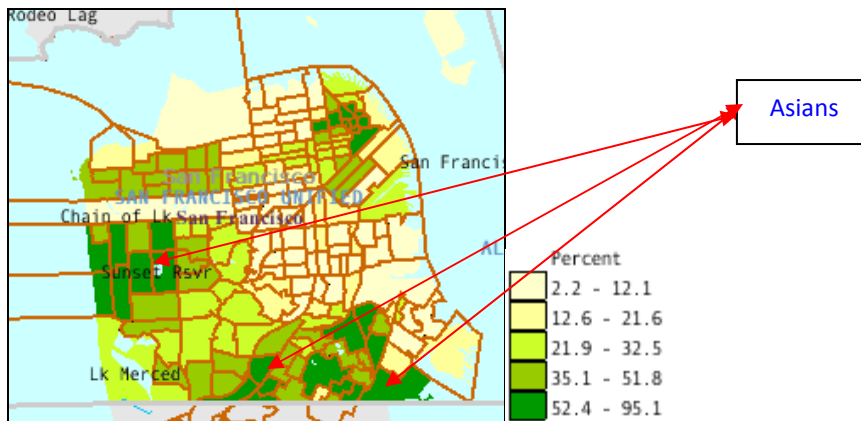 Rodeo Lag
Asians
San Francis
San Francisco
SAN FRANCISCO UNIFIED
Chain of Lk San Francisco
AL
Sunset Rsvr
Lk Merced
Percent
2.2 - 12.1
12.6 - 21.6
21.9 - 32.5
35.1 - 51.8
52.4 - 95.1